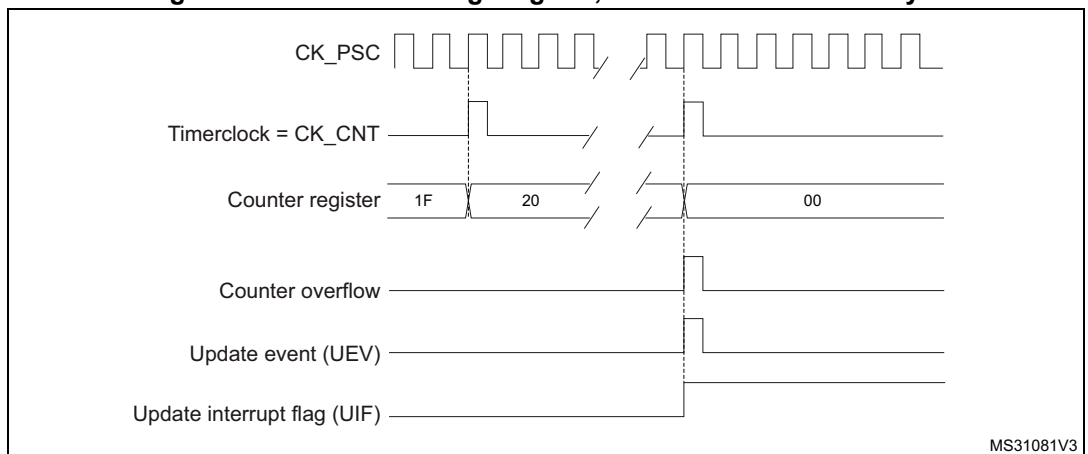 CK_PSC
Timerclock = CK_CNT
Counter register 1F 20 00
Counter overflow
Update event (UEV)
Update interrupt flag (UIF)
MS31081V3